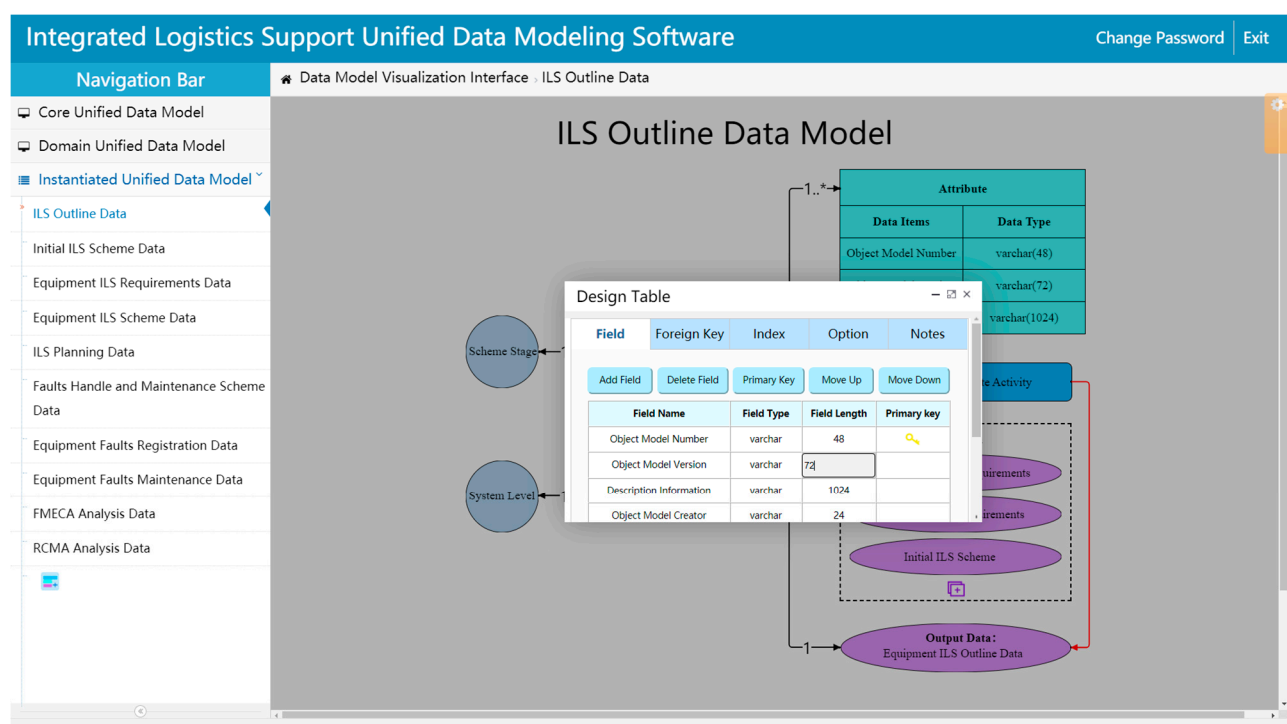 Integrated Logistics Support Unified Data Modeling Software
Change Password
Exit
Navigation Bar
Data Model Visualization Interface › ILS Outline Data
Core Unified Data Model
Domain Unified Data Model
Instantiated Unified Data Model
ILS Outline Data
Initial ILS Scheme Data
Equipment ILS Requirements Data
Equipment ILS Scheme Data
ILS Planning Data
Faults Handle and Maintenance Scheme
Data
Equipment Faults Registration Data
Equipment Faults Maintenance Data
FMECA Analysis Data
RCMA Analysis Data
ILS Outline Data Model
1..*
Attribute
Data Items Data Type
Object Model Number varchar(48)
varchar(72)
varchar(1024)
Scheme Stage
System Level
Activity
Initial ILS Scheme
1
Output Data:
Equipment ILS Outline Data
Design Table
Field Foreign Key Index Option Notes
Add Field Delete Field Primary Key Move Up Move Down
Field Name Field Type Field Length Primary key
Object Model Number varchar 48
Object Model Version varchar 72
Description Information varchar 1024
Object Model Creator varchar 24